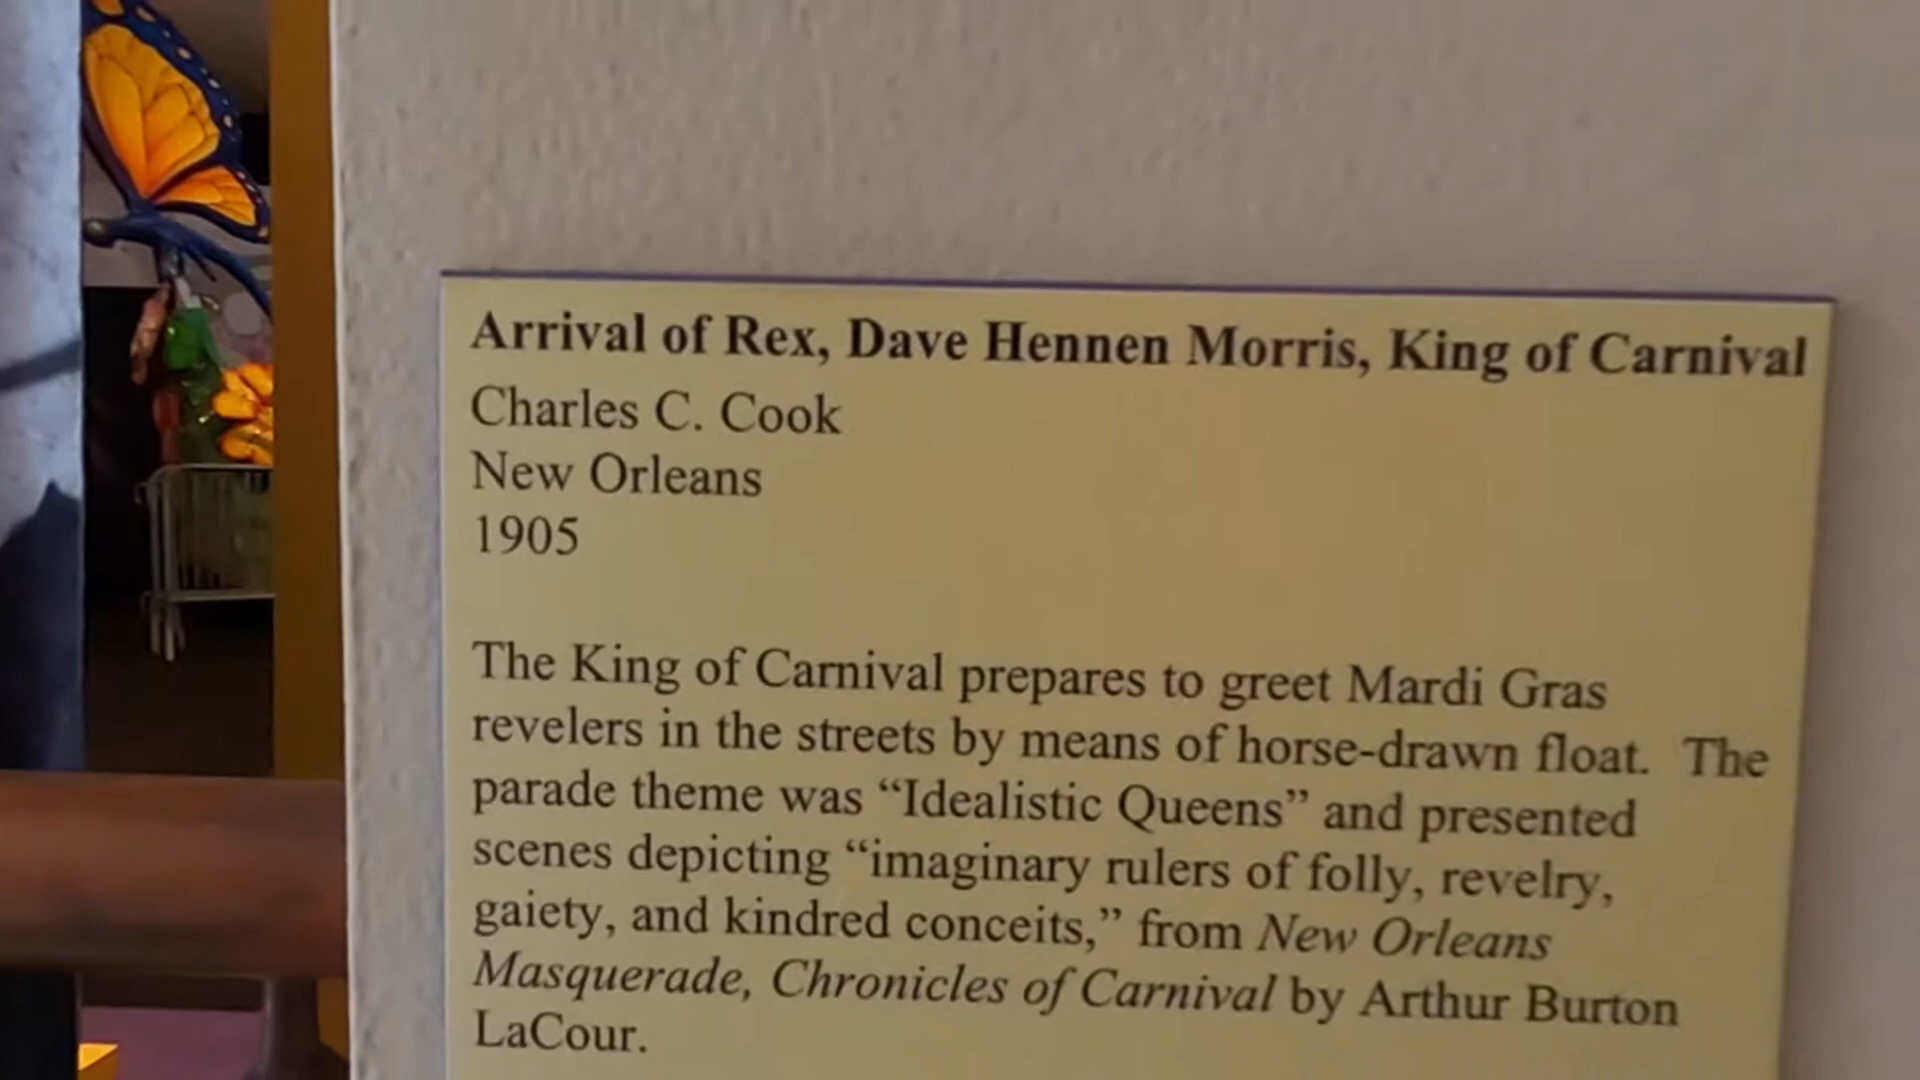 Arrival of Rex, Dave Hennen Morris, King of Carnival
Charles C. Cook
New Orleans
1905
The King of Carnival prepares to greet Mardi Gras
revelers in the streets by means of horse-drawn float. The
parade theme was “Idealistic Queens” and presented
scenes depicting “imaginary rulers of folly, revelry,
gaiety, and kindred conceits,” from New Orleans
Masquerade, Chronicles of Carnival by Arthur Burton
LaCour.